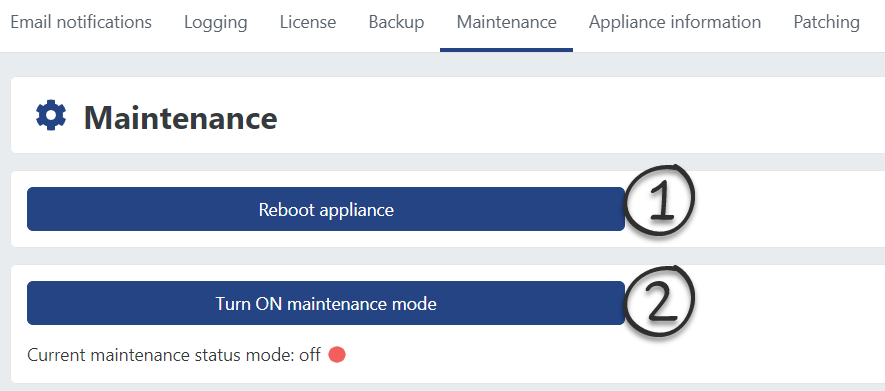 Email notifications Logging License Backup Maintenance Appliance information Patching
Maintenance
Reboot appliance 1
Turn ON maintenance mode 2
Current maintenance status mode: off